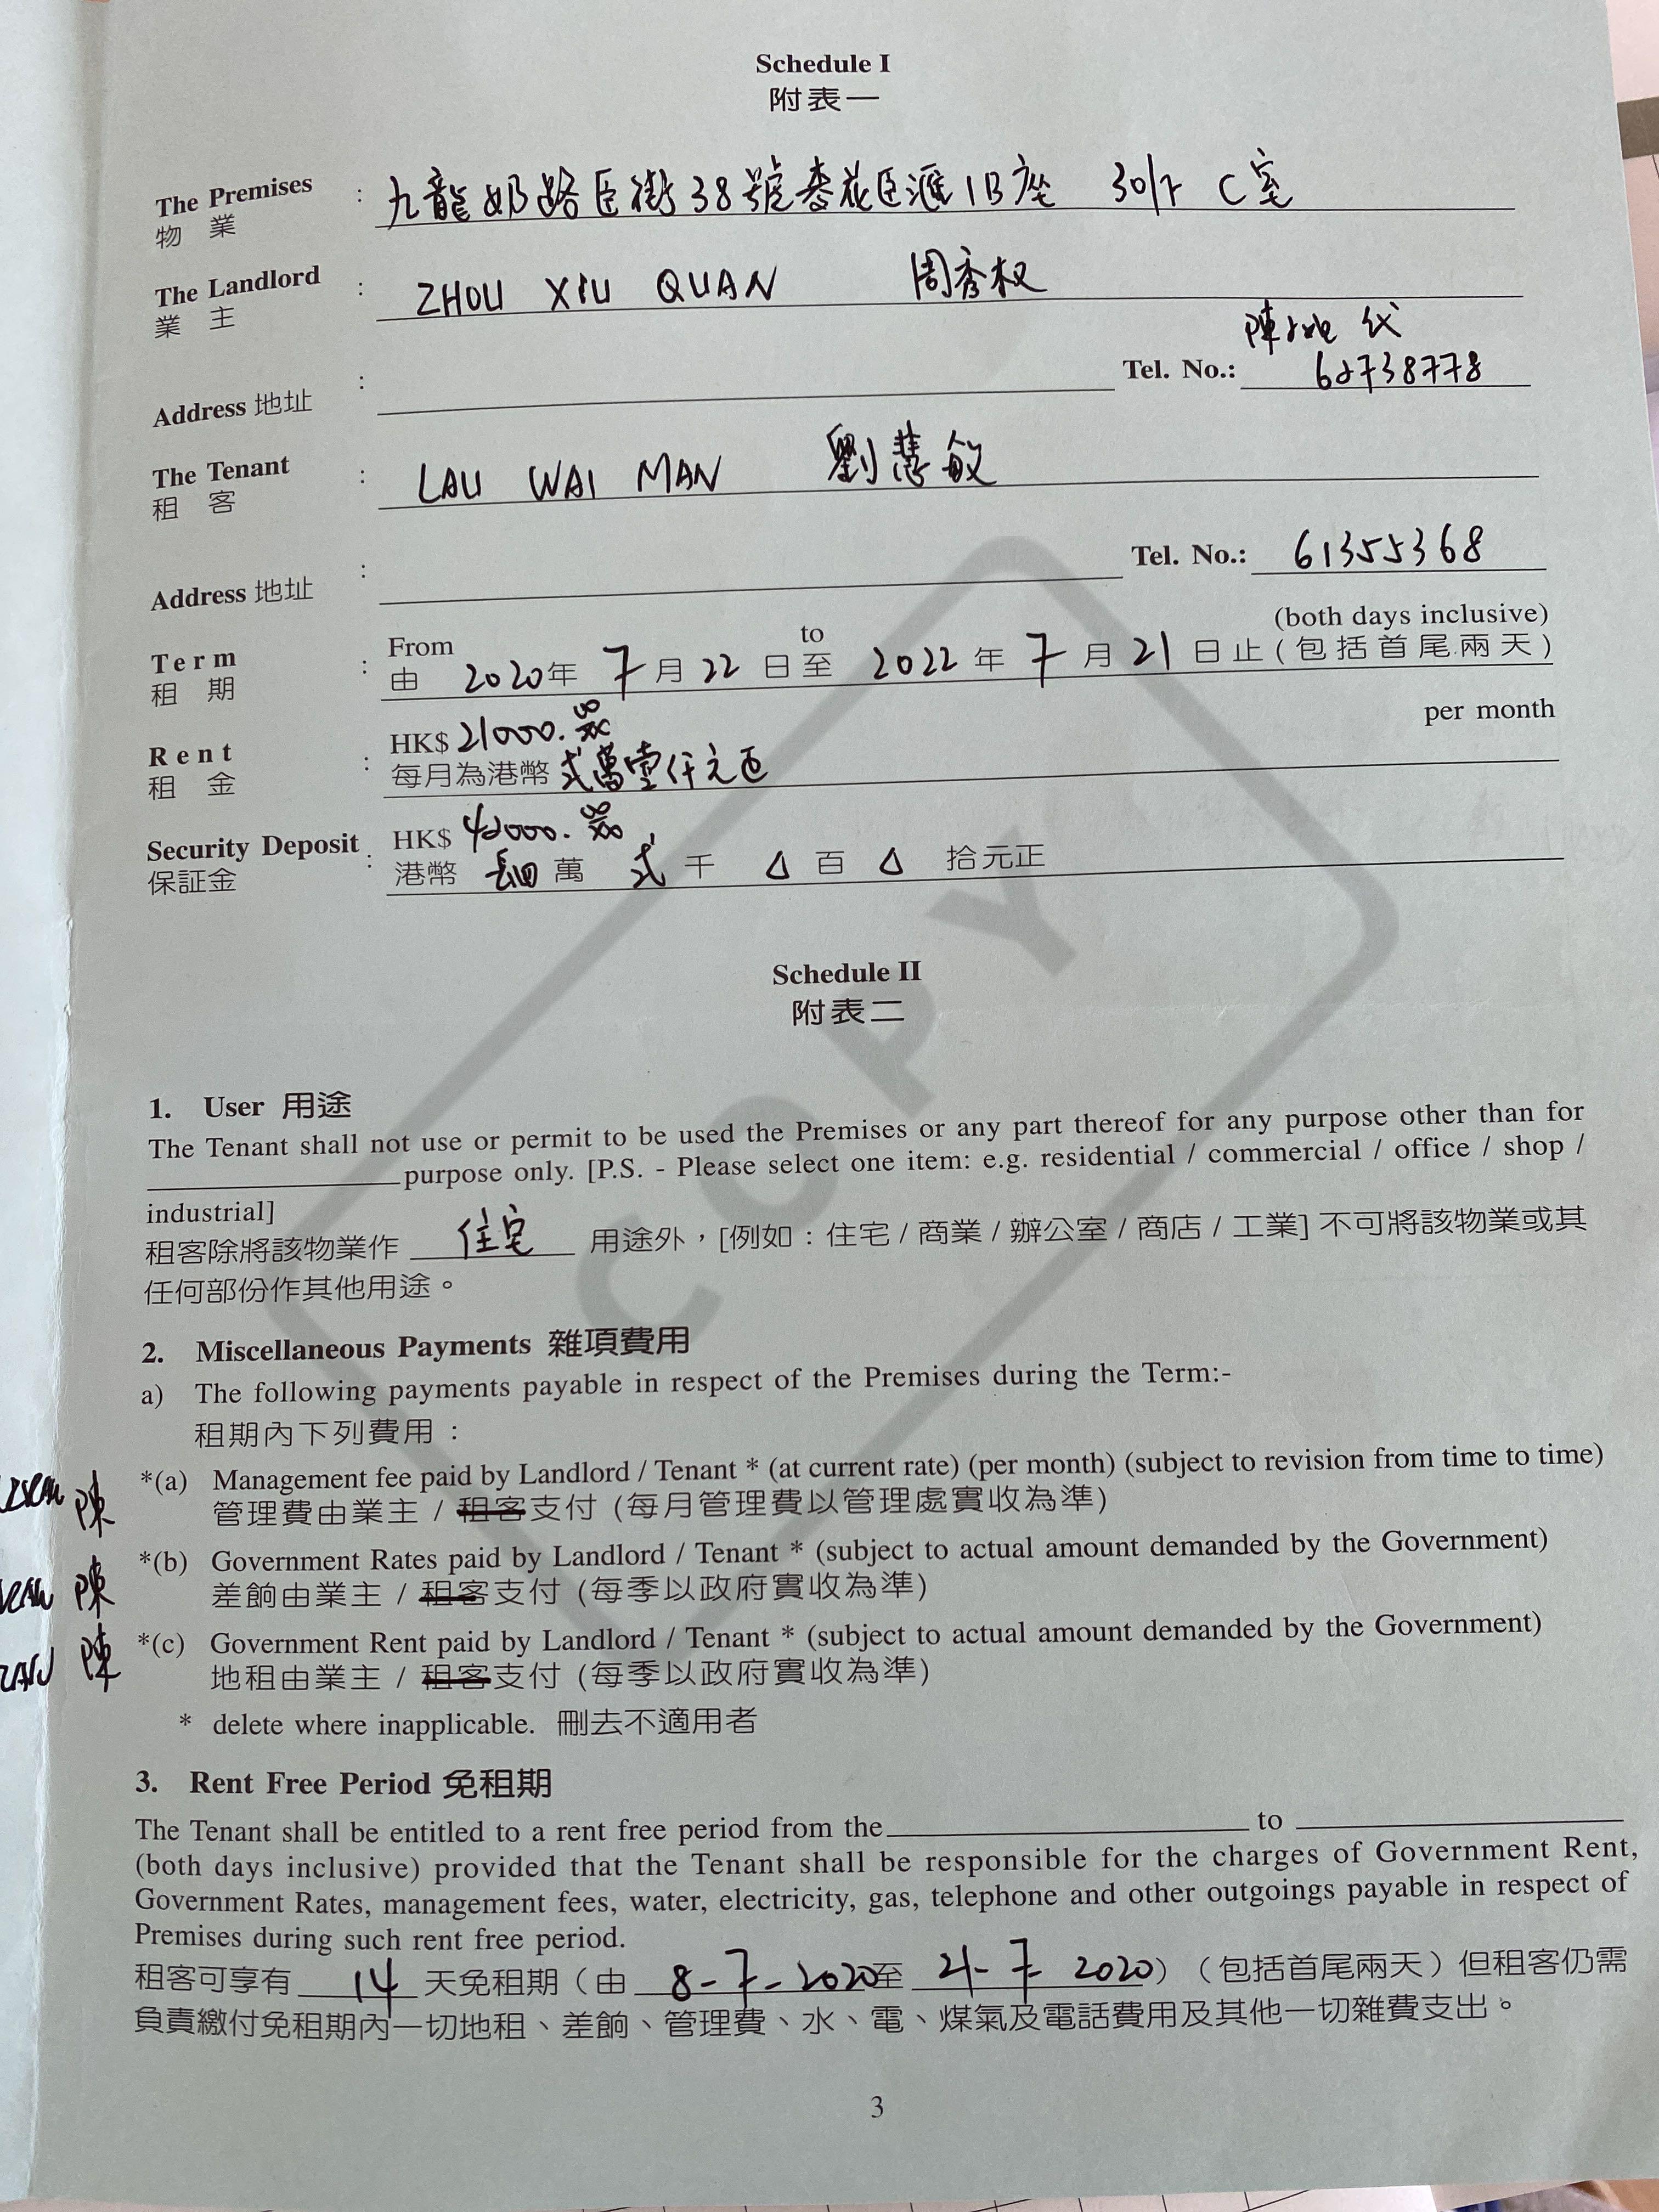 Schedule I
附表一
The Premises : 九龍奶路臣街38號麥花臣匯1B座 30/F C室
物 業
The Landlord : ZHOU XIU QUAN 周秀权
業 主
陳 代
Address 地址 : Tel. No.: 62738778
The Tenant : LAU WAI MAN 劉慧敏
租 客
Address 地址 : Tel. No.: 61355368
(both days inclusive)
From to
Term : 由 2020年 7 月 22 日至 2022 年 7 月 21 日止 (包括首尾兩天)
租 期
per month
Rent : HK$ 21000.
租 金 每月為港幣 弍萬壹仟元正
Security Deposit : HK$ 42000.
保証金 港幣 萬 弍 千 △ 百 △ 拾元正
Schedule II
附表二
1. User 用途
The Tenant shall not use or permit to be used the Premises or any part thereof for any purpose other than for
purpose only. [P.S. - Please select one item: e.g. residential / commercial / office / shop /
industrial]
租客除將該物業作 住宅 用途外，[例如：住宅 / 商業 / 辦公室 / 商店 / 工業] 不可將該物業或其
任何部份作其他用途。
2. Miscellaneous Payments 雜項費用
a) The following payments payable in respect of the Premises during the Term:-
租期內下列費用：
*(a) Management fee paid by Landlord / Tenant * (at current rate) (per month) (subject to revision from time to time)
陳 管理費由業主 / 租客支付 (每月管理費以管理處實收為準)
*(b) Government Rates paid by Landlord / Tenant * (subject to actual amount demanded by the Government)
陳 差餉由業主 / 租客支付 (每季以政府實收為準)
*(c) Government Rent paid by Landlord / Tenant * (subject to actual amount demanded by the Government)
陳 地租由業主 / 租客支付 (每季以政府實收為準)
* delete where inapplicable. 刪去不適用者
3. Rent Free Period 免租期
The Tenant shall be entitled to a rent free period from the to
(both days inclusive) provided that the Tenant shall be responsible for the charges of Government Rent,
Government Rates, management fees, water, electricity, gas, telephone and other outgoings payable in respect of
Premises during such rent free period.
租客可享有 14 天免租期（由 8-7-2020至 21-7 2020）（包括首尾兩天）但租客仍需
負責繳付免租期內一切地租、差餉、管理費、水、電、煤氣及電話費用及其他一切雜費支出。
3
COPY